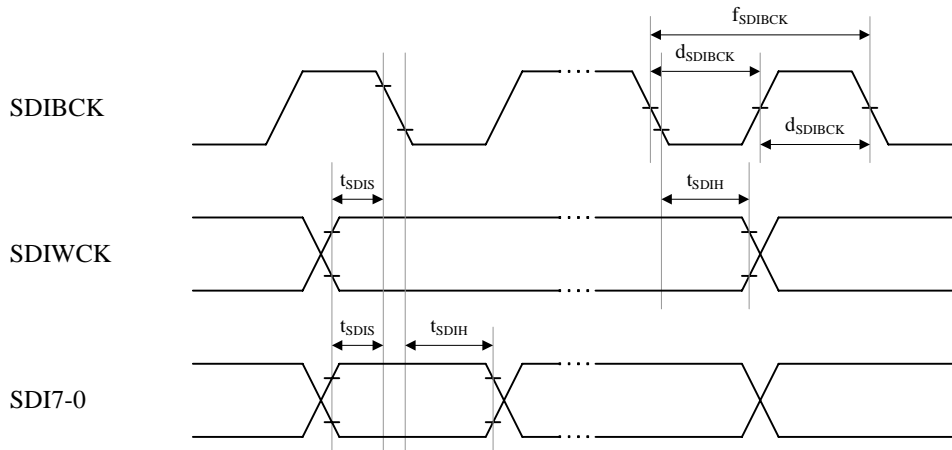 fSDIBCK
dSDIBCK
SDIBCK
dSDIBCK
tSDIS
tSDIH
SDIWCK
tSDIS
tSDIH
SDI7-0